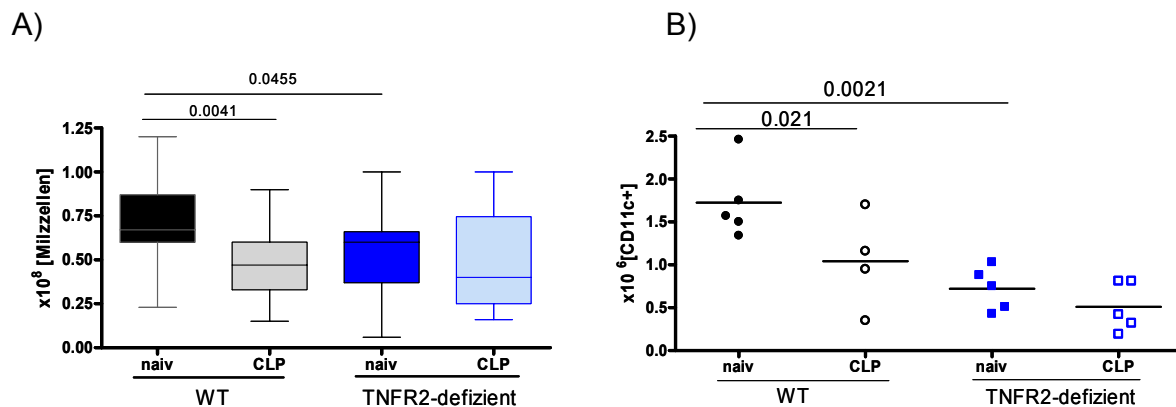 A)
B)
0.0455
0.0041
x10⁸ [Milzzellen]
1.25
1.00
0.75
0.50
0.25
0.00
naiv CLP naiv CLP
WT TNFR2-defizient
0.0021
0.021
x10 ⁶[CD11c+]
2.5
2.0
1.5
1.0
0.5
0.0
naiv CLP naiv CLP
WT TNFR2-defizient